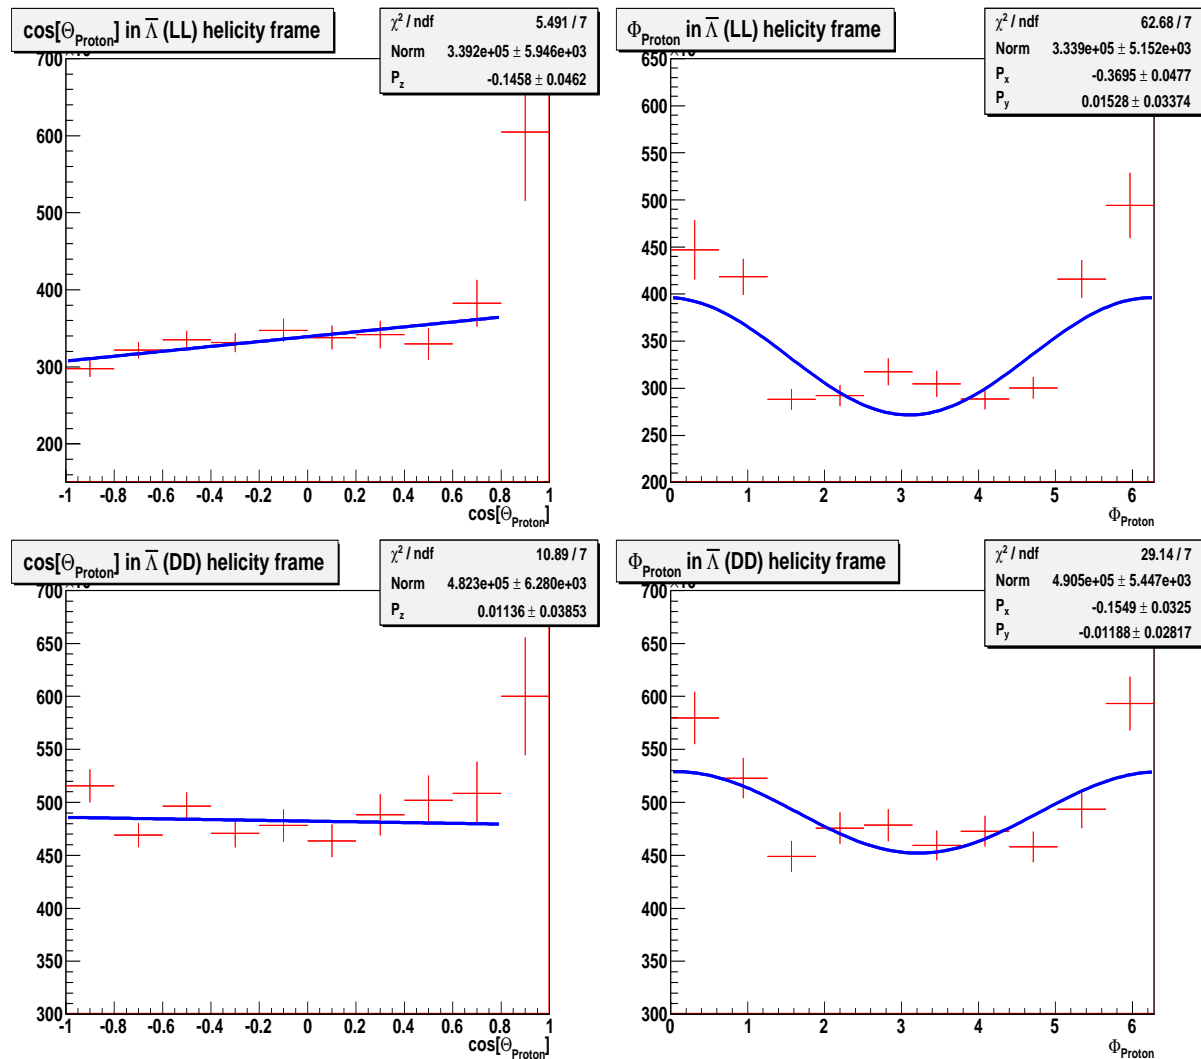 cos[Θ_Proton] in Λ̅ (LL) helicity frame
χ² / ndf 5.491 / 7
Norm 3.392e+05 ± 5.946e+03
P_z -0.1458 ± 0.0462
700
600
500
400
300
200
-1 -0.8 -0.6 -0.4 -0.2 0 0.2 0.4 0.6 0.8 1
cos[Θ_Proton]
Φ_Proton in Λ̅ (LL) helicity frame
χ² / ndf 62.68 / 7
Norm 3.339e+05 ± 5.152e+03
P_x -0.3695 ± 0.0477
P_y 0.01528 ± 0.03374
650
600
550
500
450
400
350
300
250
200
0 1 2 3 4 5 6
Φ_Proton
cos[Θ_Proton] in Λ̅ (DD) helicity frame
χ² / ndf 10.89 / 7
Norm 4.823e+05 ± 6.280e+03
P_z 0.01136 ± 0.03853
700
650
600
550
500
450
400
350
300
-1 -0.8 -0.6 -0.4 -0.2 0 0.2 0.4 0.6 0.8 1
cos[Θ_Proton]
Φ_Proton in Λ̅ (DD) helicity frame
χ² / ndf 29.14 / 7
Norm 4.905e+05 ± 5.447e+03
P_x -0.1549 ± 0.0325
P_y -0.01188 ± 0.02817
700
650
600
550
500
450
400
350
300
0 1 2 3 4 5 6
Φ_Proton